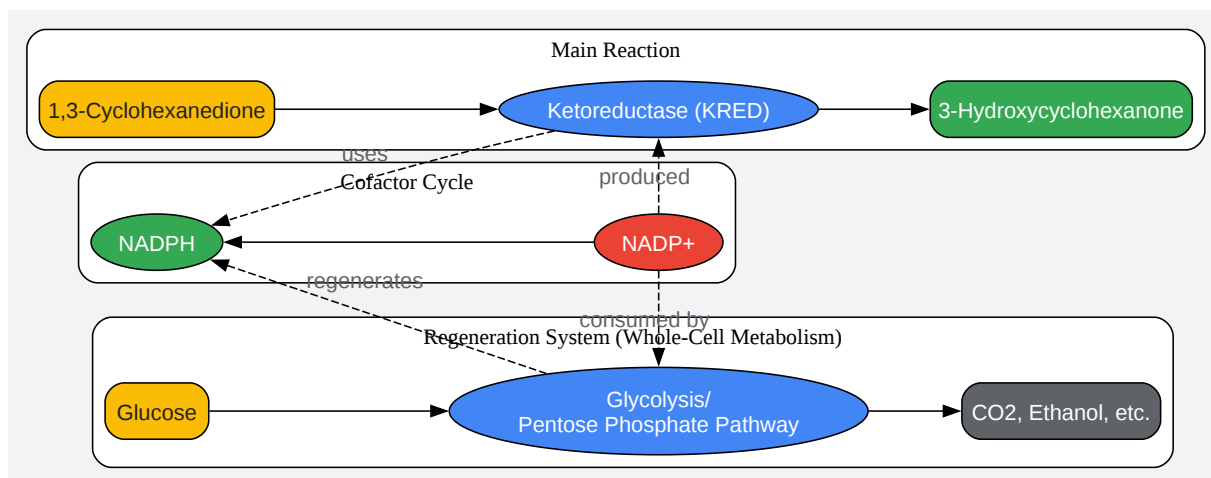 Main Reaction
1,3-Cyclohexanedione
Ketoreductase (KRED)
3-Hydroxycyclohexanone
uses
produced
Cofactor Cycle
NADPH
NADP+
regenerates
consumed by
Regeneration System (Whole-Cell Metabolism)
Glucose
Glycolysis/
Pentose Phosphate Pathway
CO2, Ethanol, etc.